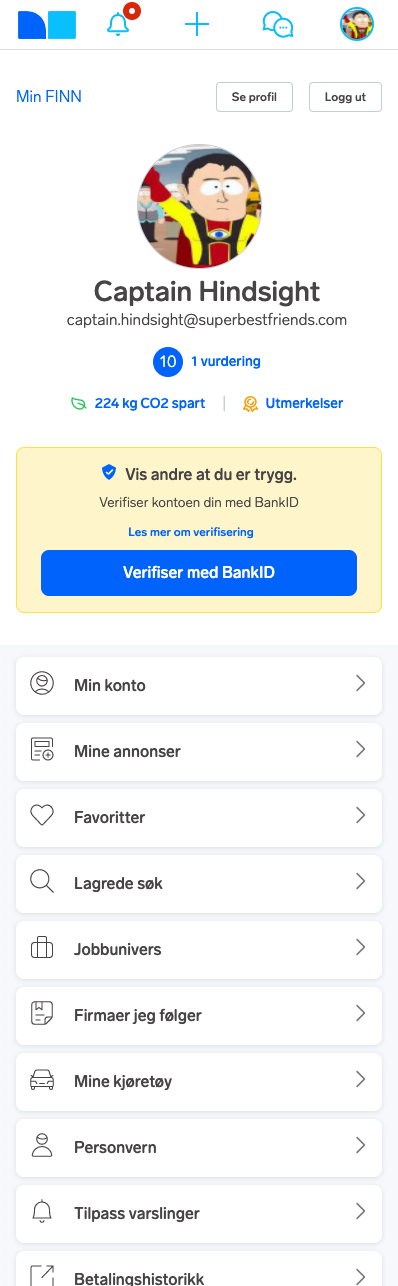 Min FINN
Se profil
Logg ut
Captain Hindsight
captain.hindsight@superbestfriends.com
10 1 vurdering
224 kg CO2 spart | Utmerkelser
Vis andre at du er trygg.
Verifiser kontoen din med BankID
Les mer om verifisering
Verifiser med BankID
Min konto
Mine annonser
Favoritter
Lagrede søk
Jobbunivers
Firmaer jeg følger
Mine kjøretøy
Personvern
Tilpass varslinger
Betalingshistorikk